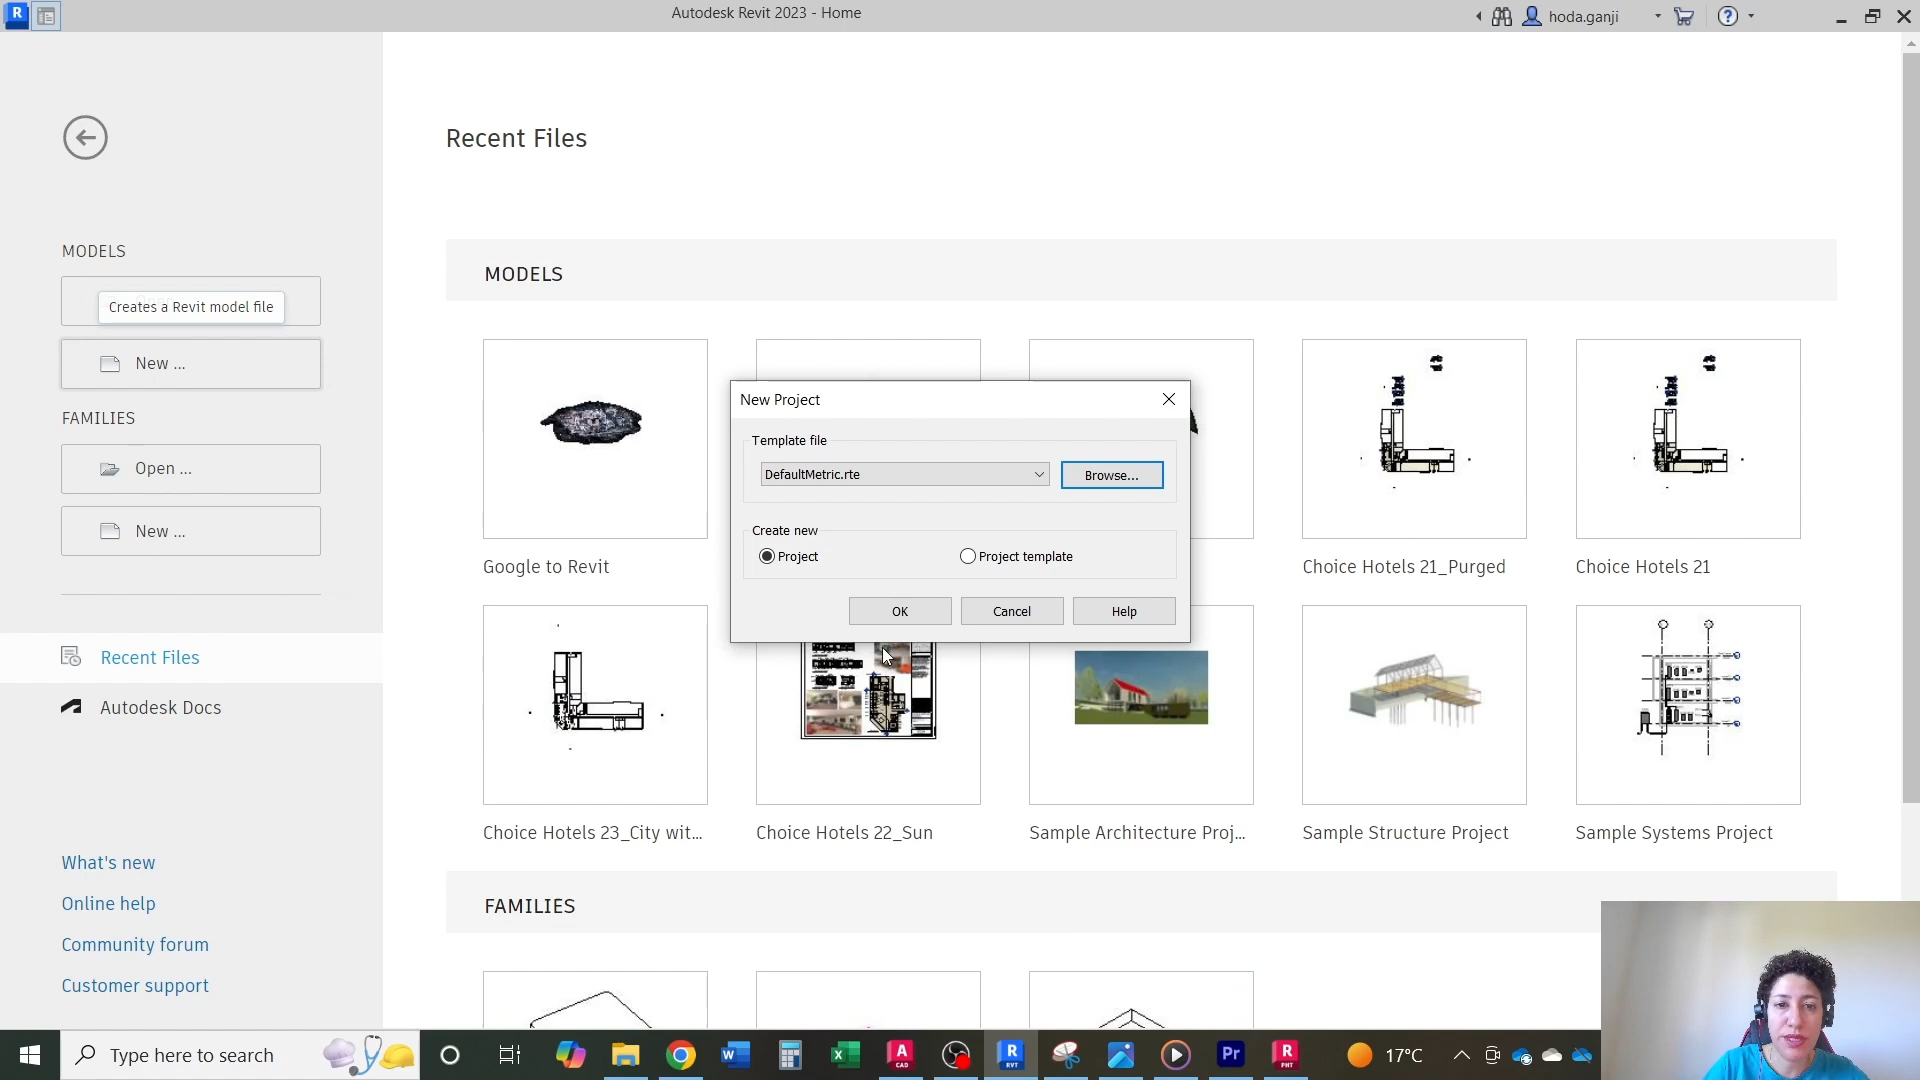 R
Autodesk Revit 2023 - Home
hoda.ganji
?
Recent Files
MODELS
Creates a Revit model file
New ...
FAMILIES
Open ...
New ...
Recent Files
Autodesk Docs
What's new
Online help
Community forum
Customer support
MODELS
New Project
Template file
DefaultMetric.rte
Browse...
Create new
Project
Project template
OK
Cancel
Help
Google to Revit
Choice Hotels 21_Purged
Choice Hotels 21
Choice Hotels 23_City wit...
Choice Hotels 22_Sun
Sample Architecture Proj...
Sample Structure Project
Sample Systems Project
FAMILIES
Type here to search
W
X
A
CAD
R
RVT
Pr
R
PHT
17°C